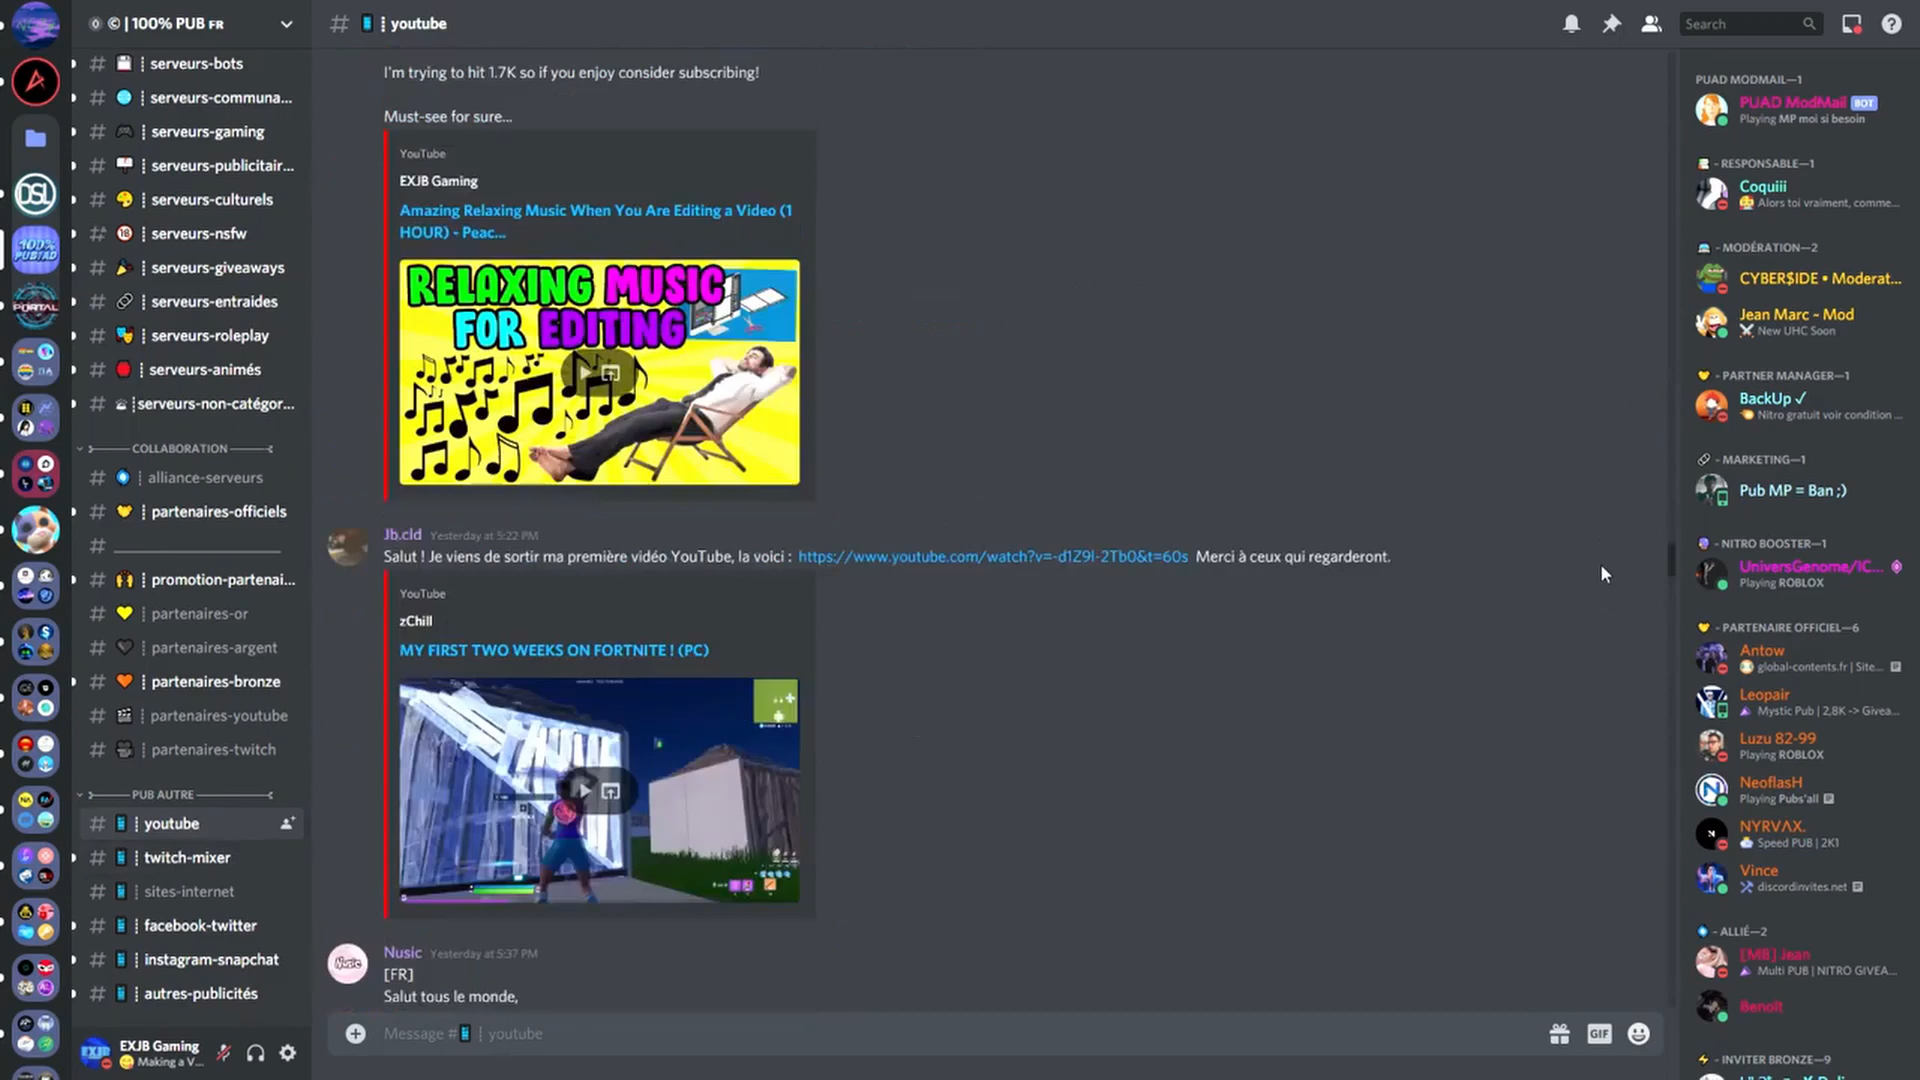 © | 100% PUB FR
serveurs-bots
serveurs-communa...
serveurs-gaming
serveurs-publicitair...
serveurs-culturels
serveurs-nsfw
serveurs-giveaways
serveurs-entraides
serveurs-roleplay
serveurs-animés
serveurs-non-catégor...
COLLABORATION
alliance-serveurs
partenaires-officiels
promotion-partenai...
partenaires-or
partenaires-argent
partenaires-bronze
partenaires-youtube
partenaires-twitch
PUB AUTRE
youtube
twitch-mixer
sites-internet
facebook-twitter
instagram-snapchat
autres-publicités
EXJB Gaming
Making a V...
DSL
100%
PUB/AD
PORTAL
youtube
Search
I'm trying to hit 1.7K so if you enjoy consider subscribing!
Must-see for sure...
YouTube
EXJB Gaming
Amazing Relaxing Music When You Are Editing a Video (1
HOUR) - Peac...
RELAXING MUSIC
FOR EDITING
Jb.cld Yesterday at 5:22 PM
Salut ! Je viens de sortir ma première vidéo YouTube, la voici : https://www.youtube.com/watch?v=-d1Z9I-2Tb0&t=60s Merci à ceux qui regarderont.
YouTube
zChill
MY FIRST TWO WEEKS ON FORTNITE ! (PC)
Nusic Yesterday at 5:37 PM
[FR]
Salut tous le monde,
Message # youtube
GIF
PUAD MODMAIL—1
PUAD ModMail BOT
Playing MP moi si besoin
- RESPONSABLE—1
Coquiii
Alors toi vraiment, comme...
- MODÉRATION—2
CYBER$IDE • Moderat...
Jean Marc ~ Mod
New UHC Soon
- PARTNER MANAGER—1
BackUp ✓
Nitro gratuit voir condition ...
- MARKETING—1
Pub MP = Ban ;)
- NITRO BOOSTER—1
UniversGenome/IC...
Playing ROBLOX
- PARTENAIRE OFFICIEL—6
Antow
global-contents.fr | Site...
Leopair
Mystic Pub | 2,8K -> Givea...
Luzu 82-99
Playing ROBLOX
NeoflasH
Playing Pubs'all
NYRVΛX.
Speed PUB | 2K1
Vince
discordinvites.net
- ALLIÉ—2
[MB] Jean
Multi PUB | NITRO GIVEA...
Benoît
- INVITER BRONZE—9